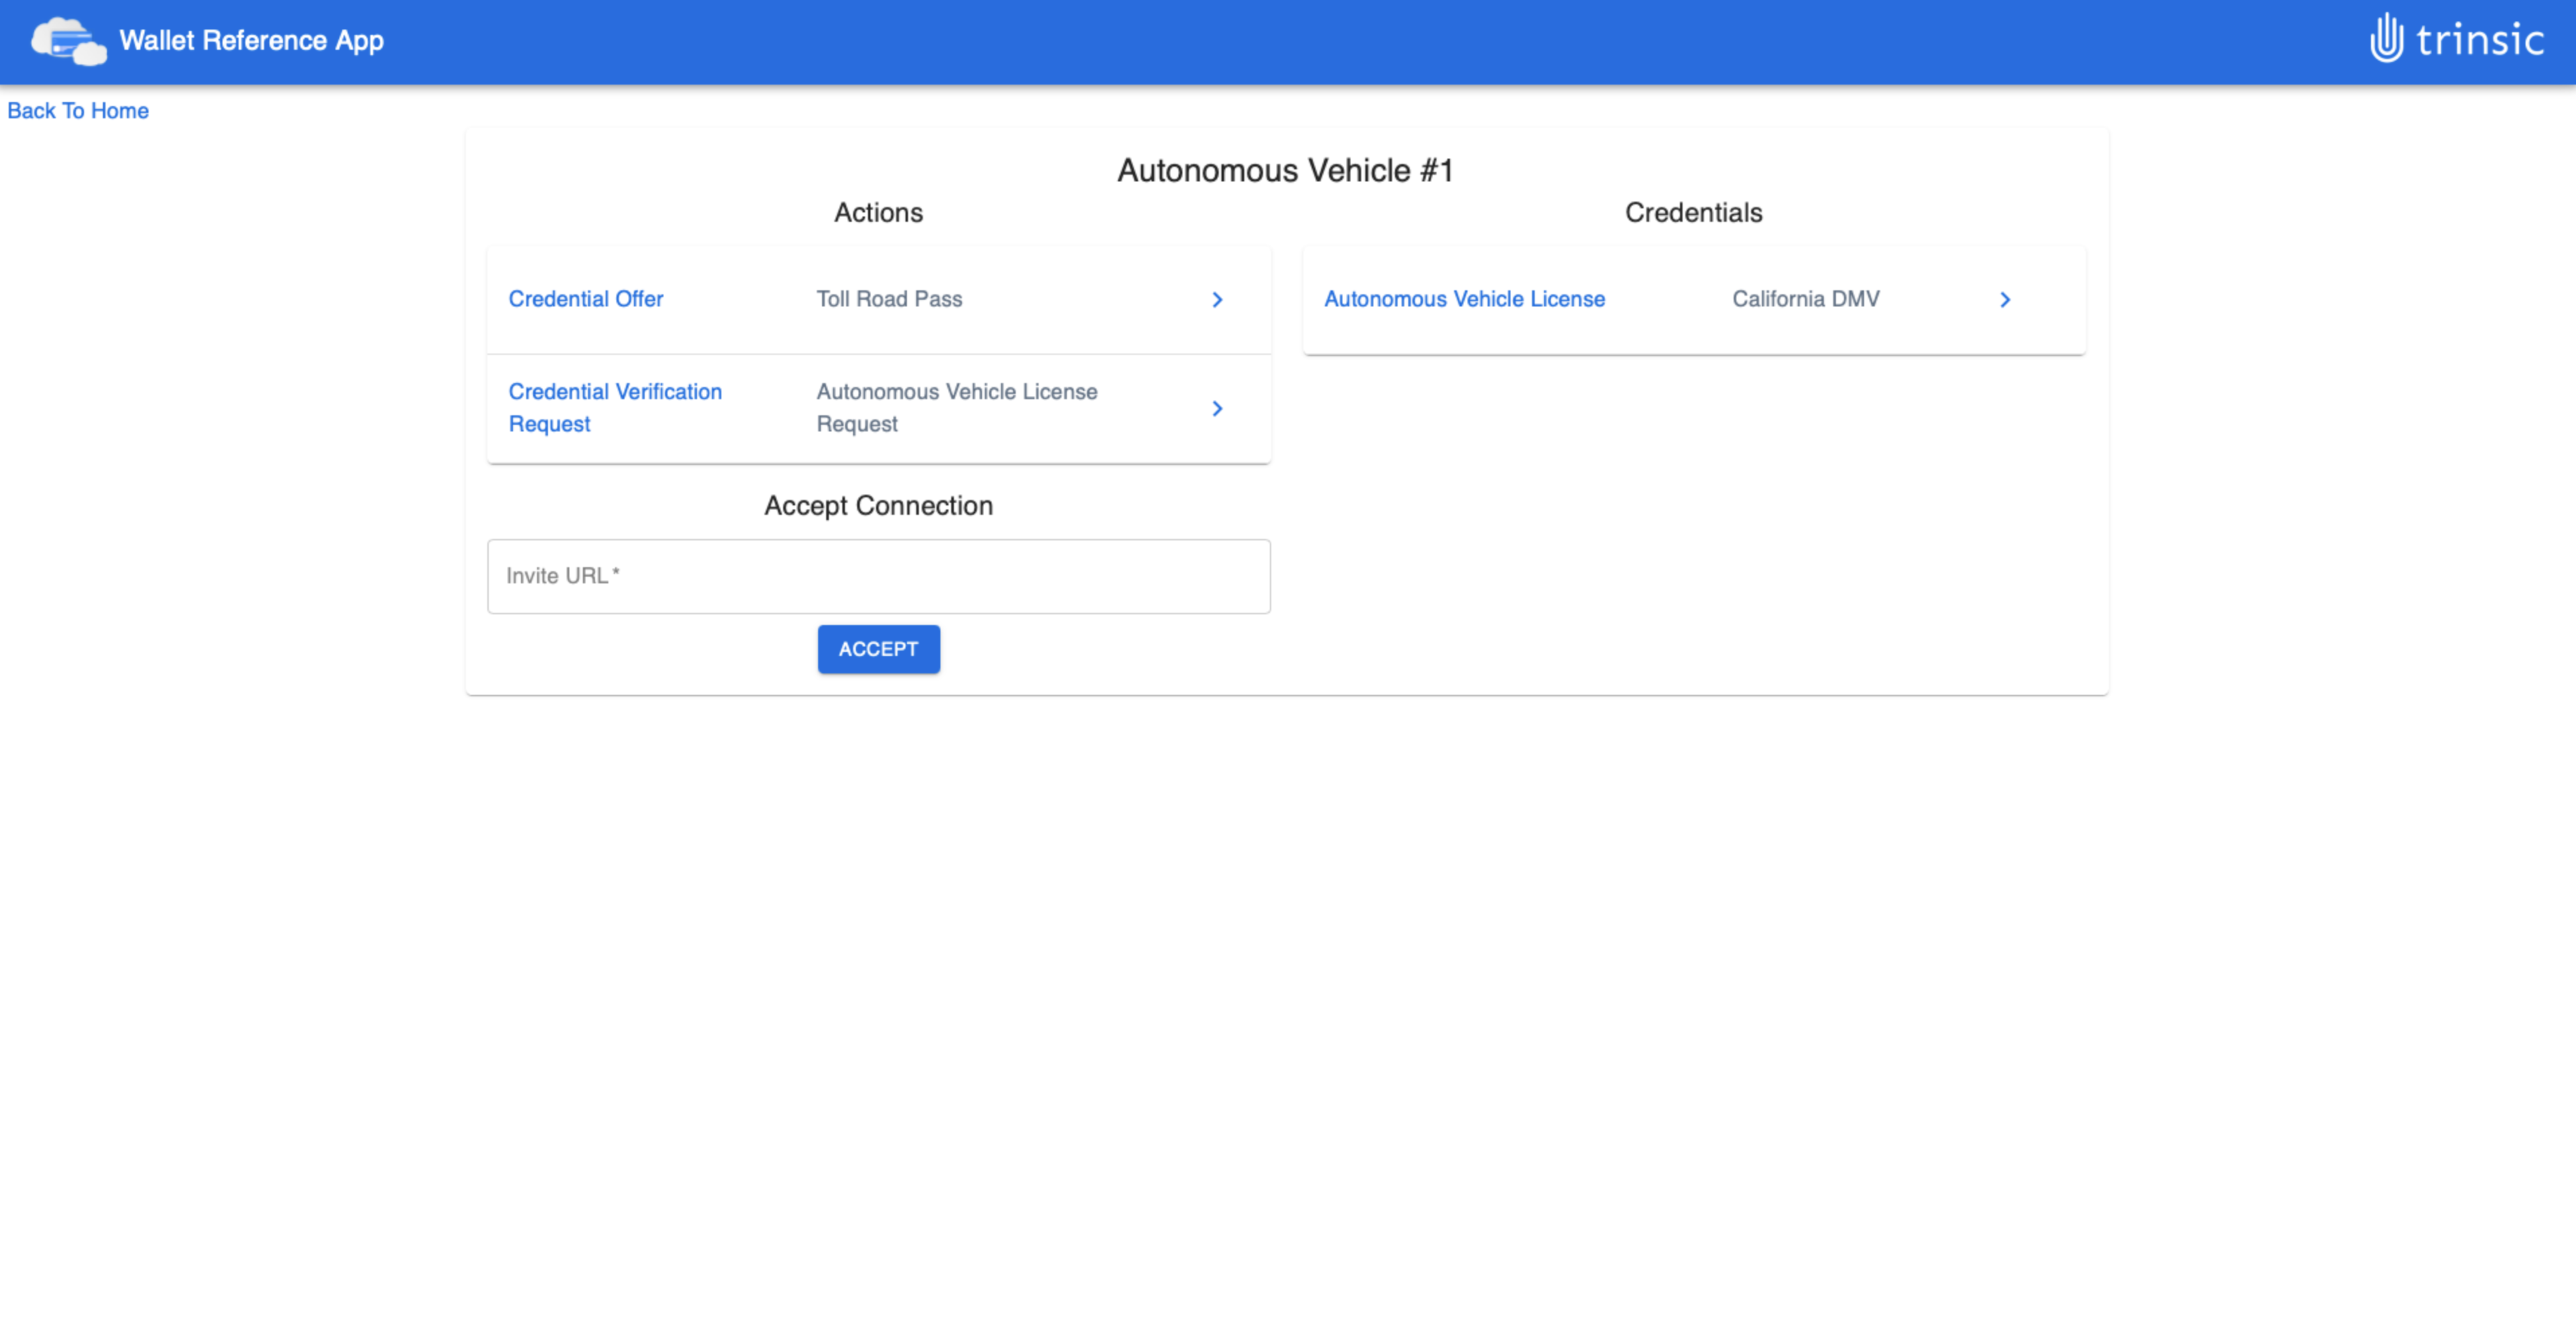 Wallet Reference App
trinsic
Back To Home
Autonomous Vehicle #1
Actions
Credential Offer
Toll Road Pass
Credential Verification
Request
Autonomous Vehicle License
Request
Accept Connection
Invite URL*
ACCEPT
Credentials
Autonomous Vehicle License
California DMV